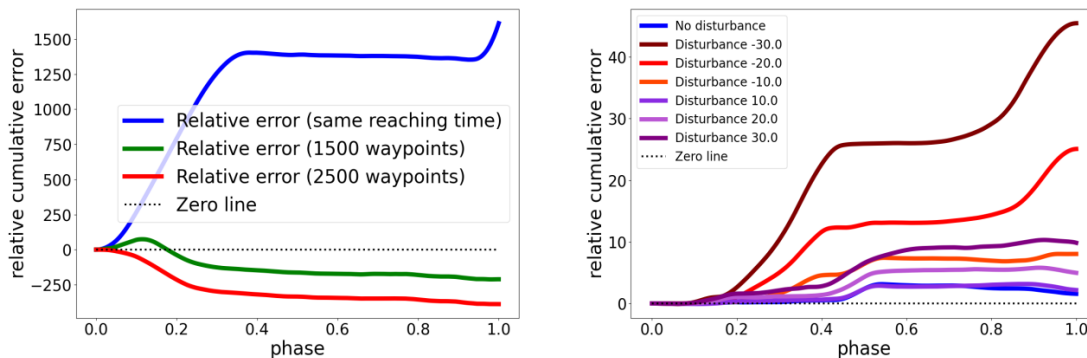 relative cumulative error
1500
1250
1000
750
500
250
0
−250
0.0
0.2
0.4
0.6
0.8
1.0
phase
Relative error (same reaching time)
Relative error (1500 waypoints)
Relative error (2500 waypoints)
Zero line
relative cumulative error
40
30
20
10
0
0.0
0.2
0.4
0.6
0.8
1.0
phase
No disturbance
Disturbance -30.0
Disturbance -20.0
Disturbance -10.0
Disturbance 10.0
Disturbance 20.0
Disturbance 30.0
Zero line